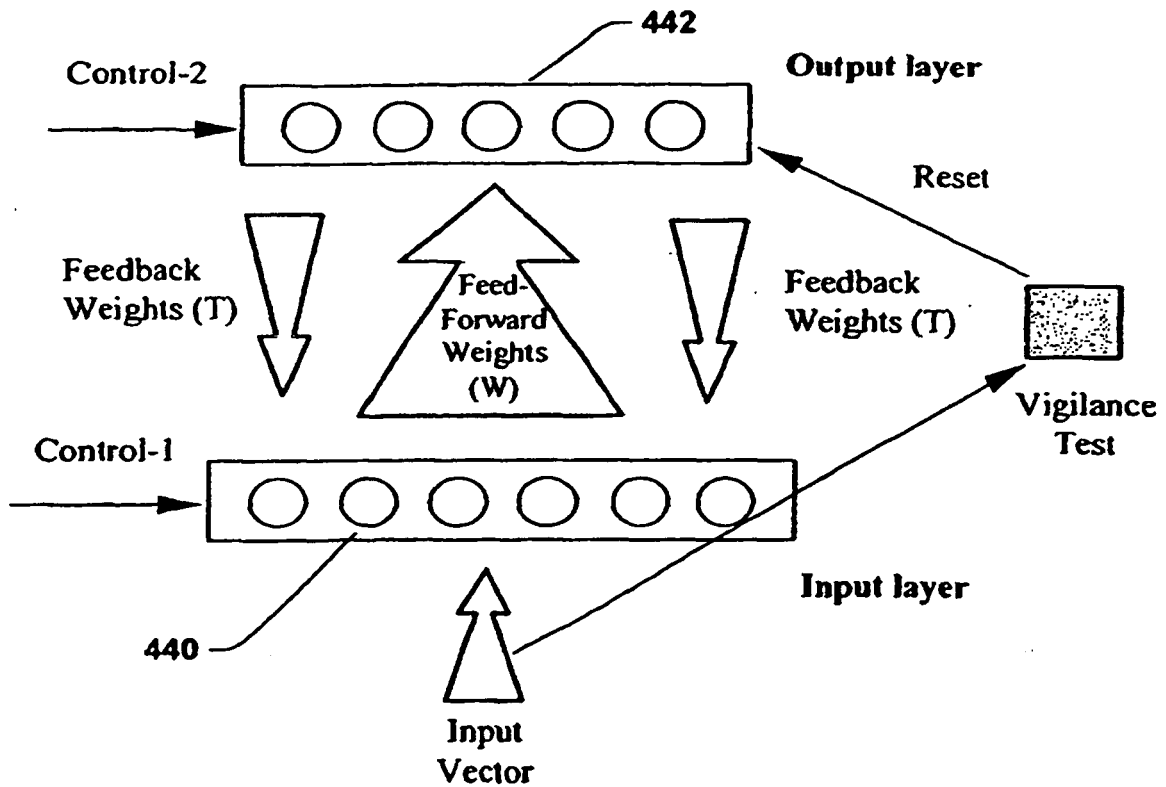 442
Control-2
Output layer
Reset
Feedback
Weights (T)
Feed-
Forward
Weights
(W)
Feedback
Weights (T)
Vigilance
Test
Control-1
Input layer
440
Input
Vector